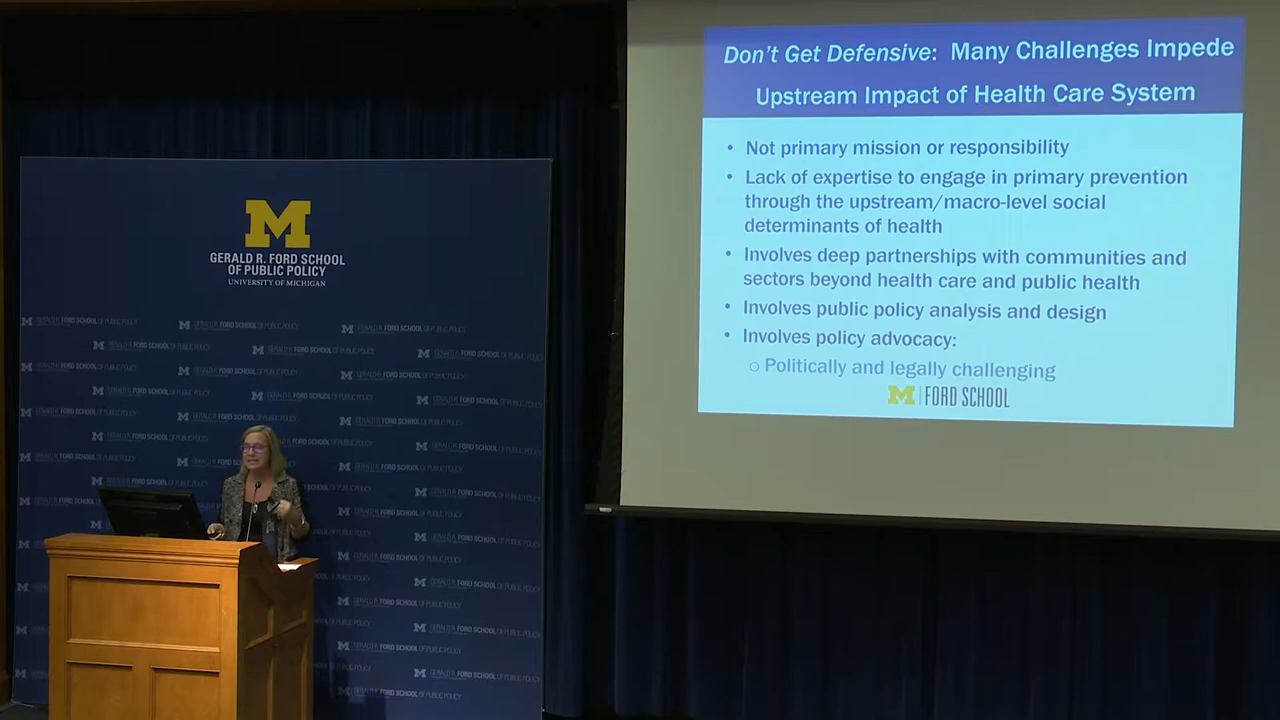 M
GERALD R. FORD SCHOOL
OF PUBLIC POLICY
UNIVERSITY OF MICHIGAN
Don't Get Defensive: Many Challenges Impede
Upstream Impact of Health Care System
• Not primary mission or responsibility
• Lack of expertise to engage in primary prevention
through the upstream/macro-level social
determinants of health
• Involves deep partnerships with communities and
sectors beyond health care and public health
• Involves public policy analysis and design
• Involves policy advocacy:
○ Politically and legally challenging
M | FORD SCHOOL